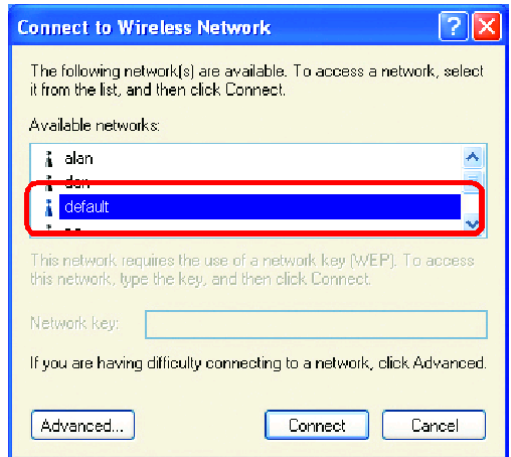 Connect to Wireless Network
The following network(s) are available. To access a network, select
it from the list, and then click Connect.
Available networks:
alan
dan
default
This network requires the use of a network key (WEP). To access
this network, type the key, and then click Connect.
Network key:
If you are having difficulty connecting to a network, click Advanced.
Advanced... Connect Cancel